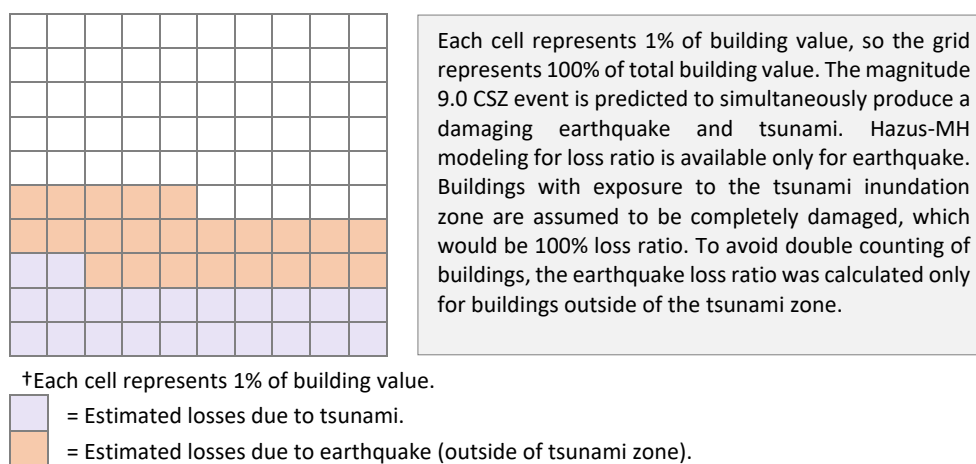 Each cell represents 1% of building value, so the grid
represents 100% of total building value. The magnitude
9.0 CSZ event is predicted to simultaneously produce a
damaging earthquake and tsunami. Hazus-MH
modeling for loss ratio is available only for earthquake.
Buildings with exposure to the tsunami inundation
zone are assumed to be completely damaged, which
would be 100% loss ratio. To avoid double counting of
buildings, the earthquake loss ratio was calculated only
for buildings outside of the tsunami zone.
†Each cell represents 1% of building value.
= Estimated losses due to tsunami.
= Estimated losses due to earthquake (outside of tsunami zone).